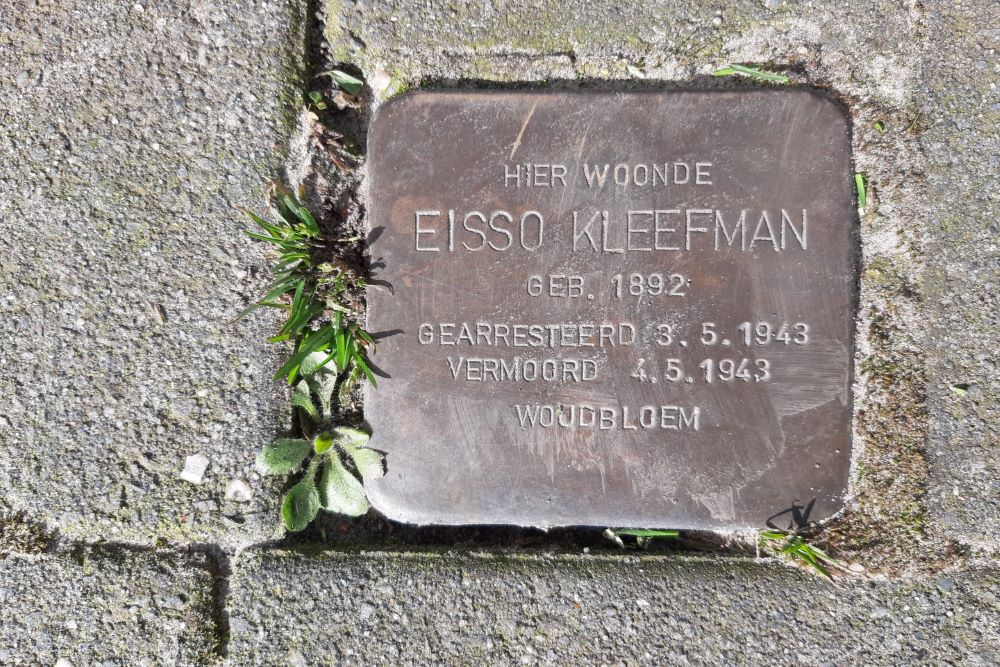 HIER WOONDE
EISSO KLEEFMAN
GEB. 1892
GEARRESTEERD 3.5.1943
VERMOORD 4.5.1943
WOUDBLOEM